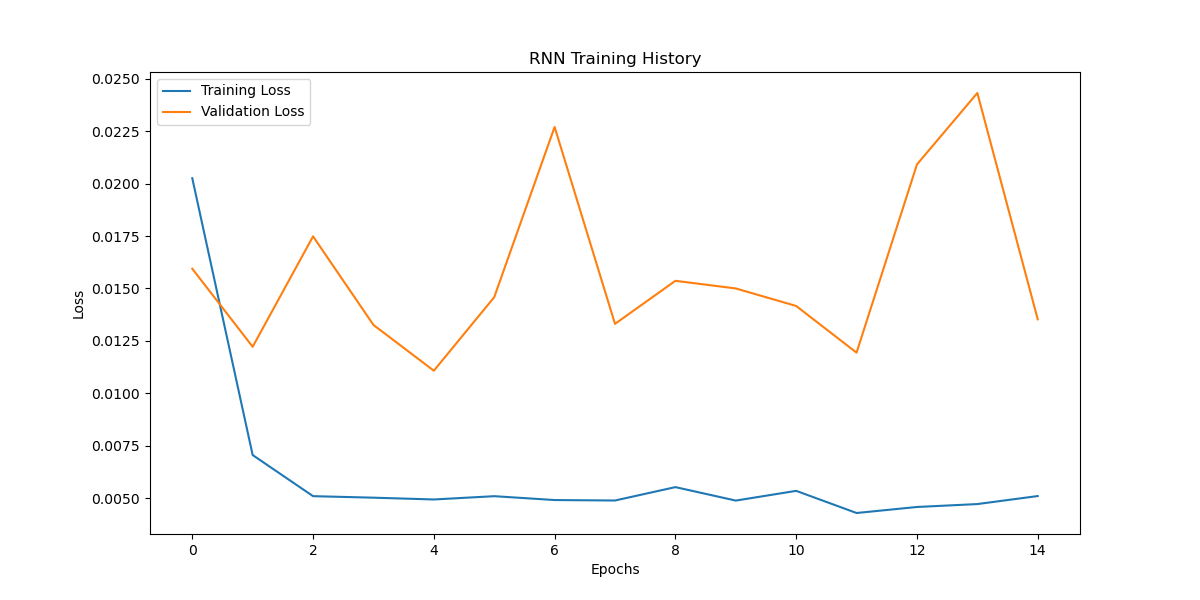 RNN Training History
0.0250
0.0225
0.0200
0.0175
0.0150
0.0125
0.0100
0.0075
0.0050
Loss
Training Loss
Validation Loss
0 2 4 6 8 10 12 14
Epochs